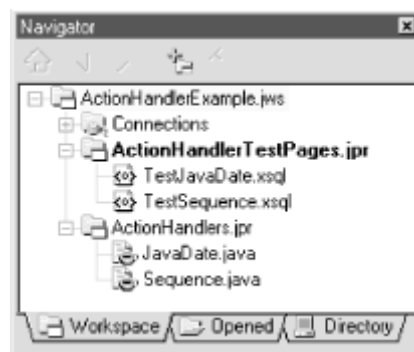 Navigator
ActionHandlerExample.jws
Connections
ActionHandlerTestPages.jpr
TestJavaDate.xsql
TestSequence.xsql
ActionHandlers.jpr
JavaDate.java
Sequence.java
Workspace Opened Directory